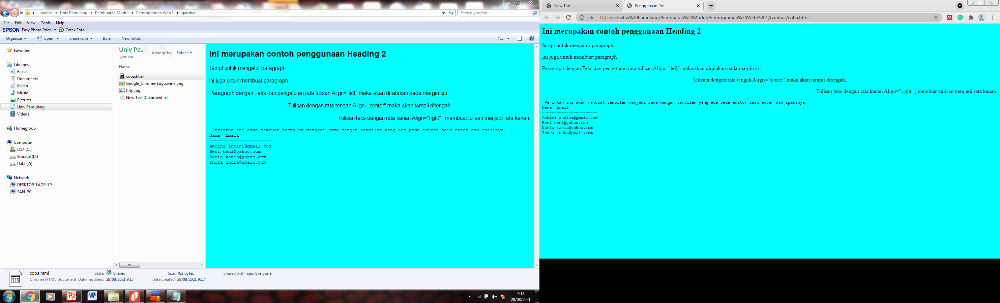 Libraries Univ Pamulang Pembuatan Modul Pemrograman Web 1 gambar
Search gambar
File Edit View Tools Help
EPSON Easy Photo Print Cetak Foto
Organize Open Share with Burn New folder
Favorites
Libraries
Bisnis
Documents
Kajian
Music
Pictures
Univ Pamulang
Videos
Homegroup
Computer
OS7 (C:)
Storage (D:)
Data (Z:)
Network
DESKTOP-1AO9L7P
SAN-PC
Univ Pa...
gambar
Arrange by: Folder
Name
coba.html
Google_Chrome-Logo.wine.png
http.jpg
New Text Document.txt
Ini merupakan contoh penggunaan Heading 2
Script untuk mengatur paragraph
Ini juga untuk membuat paragraph
Paragraph dengan Teks dan pengaturan rata tulisan Align="left" maka akan diratakan pada margin kiri.
Tulisan dengan rata tengah Align="center" maka akan tampil ditengah.
Tulisan teks dengan rata kanan Align="right" , membuat tulisan menjadi rata kanan.
Perintah ini akan membuat tampilan menjadi sama dengan tampilan yang ada pada editor baik enter dan spasinya.
Nama  Email
=======================
Andini andini@gmail.com
Beni beni@yahoo.com
Kania kania@yahoo.com
Indra indra@gmail.com
coba.html State: Shared Size: 791 bytes Shared with: san; Everyone
Chrome HTML Document Date modified: 28/08/2021 9:17 Date created: 28/08/2021 9:17
9:18
28/08/2021
New Tab
Penggunaan Pre
File D:/Universitas%20Pamulang/Pembuatan%20Modul/Pemrograman%20Web%201/gambar/coba.html
Ini merupakan contoh penggunaan Heading 2
Script untuk mengatur paragraph
Ini juga untuk membuat paragraph
Paragraph dengan Teks dan pengaturan rata tulisan Align="left" maka akan diratakan pada margin kiri.
Tulisan dengan rata tengah Align="center" maka akan tampil ditengah.
Tulisan teks dengan rata kanan Align="right" , membuat tulisan menjadi rata kanan.
Perintah ini akan membuat tampilan menjadi sama dengan tampilan yang ada pada editor baik enter dan spasinya.
Nama  Email
=======================
Andini andini@gmail.com
Beni beni@yahoo.com
Kania kania@yahoo.com
Indra indra@gmail.com